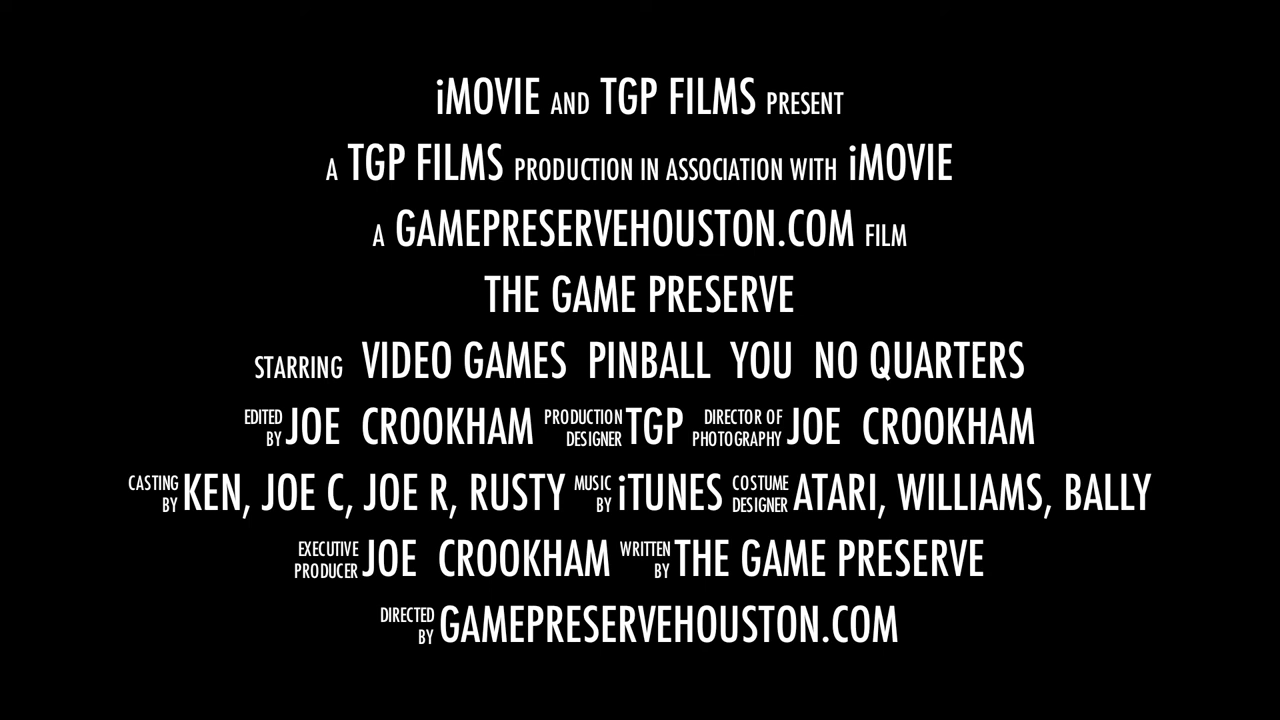 iMOVIE AND TGP FILMS PRESENT
A TGP FILMS PRODUCTION IN ASSOCIATION WITH iMOVIE
A GAMEPRESERVEHOUSTON.COM FILM
THE GAME PRESERVE
STARRING VIDEO GAMES PINBALL YOU NO QUARTERS
EDITED BY JOE CROOKHAM PRODUCTION DESIGNER TGP DIRECTOR OF PHOTOGRAPHY JOE CROOKHAM
CASTING BY KEN, JOE C, JOE R, RUSTY MUSIC BY iTUNES COSTUME DESIGNER ATARI, WILLIAMS, BALLY
EXECUTIVE PRODUCER JOE CROOKHAM WRITTEN BY THE GAME PRESERVE
DIRECTED BY GAMEPRESERVEHOUSTON.COM